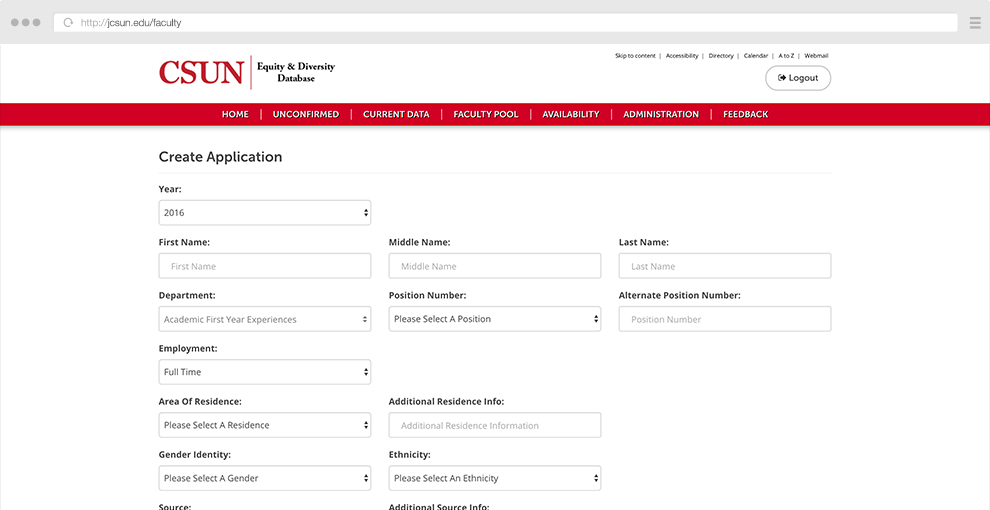 http://jcsun.edu/faculty
Skip to content | Accessibility | Directory | Calendar | A to Z | Webmail
CSUN Equity & Diversity
Database
Logout
HOME | UNCONFIRMED | CURRENT DATA | FACULTY POOL | AVAILABILITY | ADMINISTRATION | FEEDBACK
Create Application
Year:
2016
First Name: Middle Name: Last Name:
First Name Middle Name Last Name
Department: Position Number: Alternate Position Number:
Academic First Year Experiences Please Select A Position Position Number
Employment:
Full Time
Area Of Residence: Additional Residence Info:
Please Select A Residence Additional Residence Information
Gender Identity: Ethnicity:
Please Select A Gender Please Select An Ethnicity
Source: Additional Source Info: